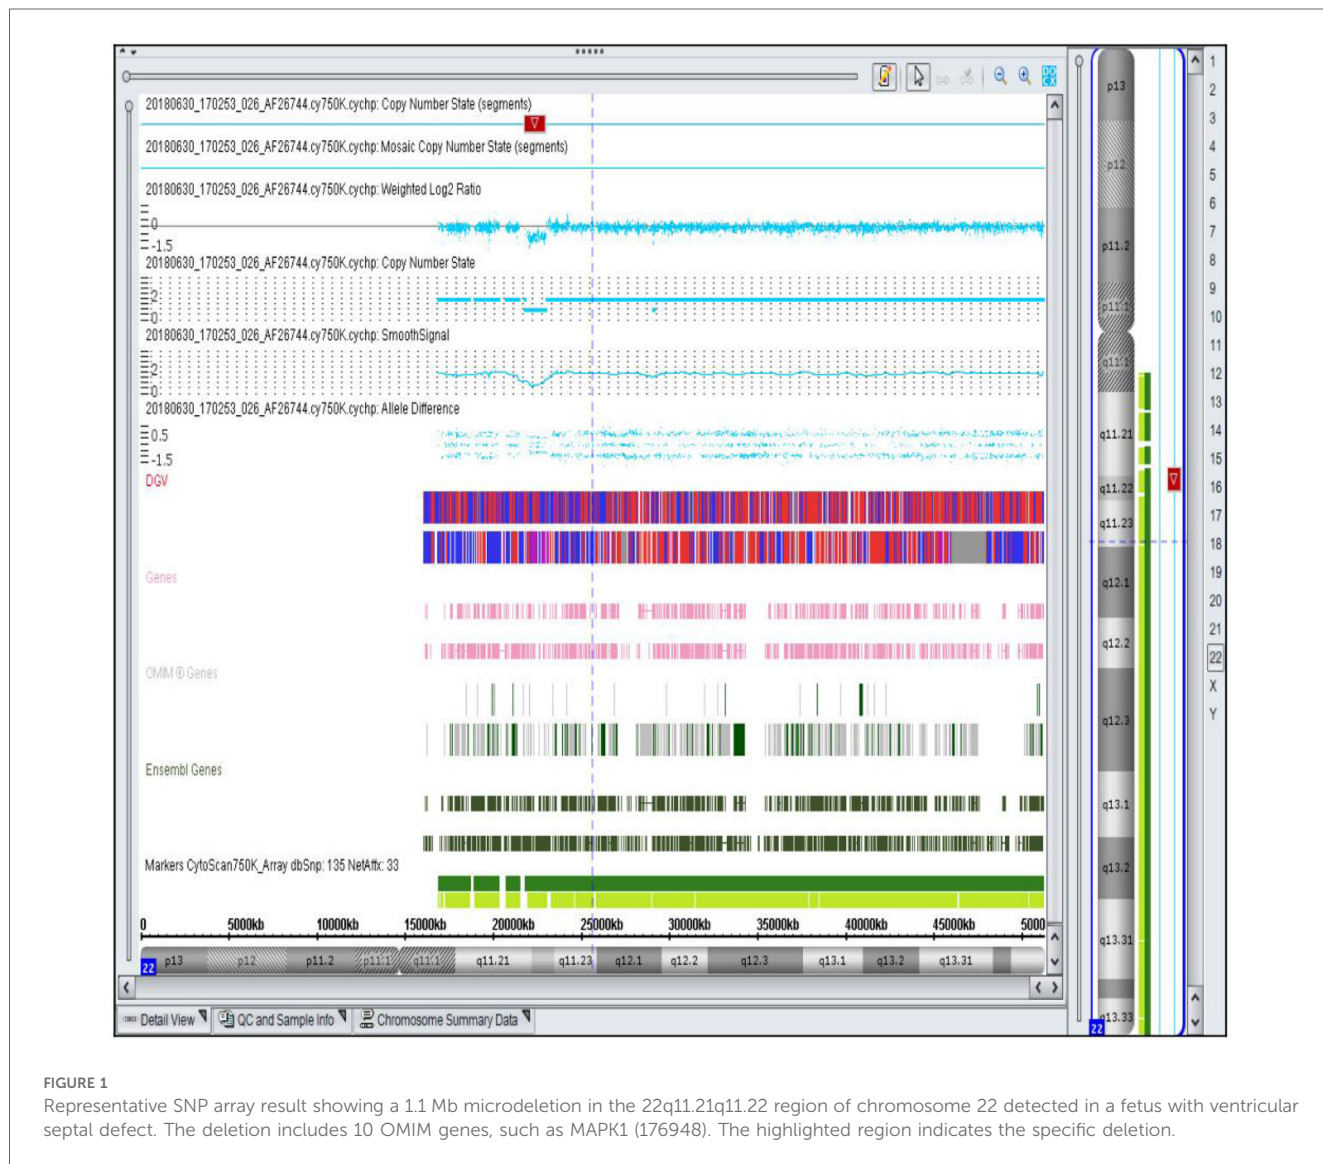 20180630_170253_026_AF26744.cy750K.cychp: Copy Number State (segments)
20180630_170253_026_AF26744.cy750K.cychp: Mosaic Copy Number State (segments)
20180630_170253_026_AF26744.cy750K.cychp: Weighted Log2 Ratio
0
-1.5
20180630_170253_026_AF26744.cy750K.cychp: Copy Number State
2
0
20180630_170253_026_AF26744.cy750K.cychp: SmoothSignal
2
0
20180630_170253_026_AF26744.cy750K.cychp: Allele Difference
0.5
-1.5
DGV
Genes
OMIM ® Genes
Ensembl Genes
Markers CytoScan750K_Array dbSnp: 135 NetAffx: 33
0 5000kb 10000kb 15000kb 20000kb 25000kb 30000kb 35000kb 40000kb 45000kb 5000
22 p13 p12 p11.2 p11.1 q11.1 q11.21 q11.23 q12.1 q12.2 q12.3 q13.1 q13.2 q13.31
Detail View QC and Sample Info Chromosome Summary Data
DOCX
p13
p12
p11.2
p11.1
q11.1
q11.21
q11.22
q11.23
q12.1
q12.2
q12.3
q13.1
q13.2
q13.31
q13.33
22
1
2
3
4
5
6
7
8
9
10
11
12
13
14
15
16
17
18
19
20
21
22
X
Y
FIGURE 1
Representative SNP array result showing a 1.1 Mb microdeletion in the 22q11.21q11.22 region of chromosome 22 detected in a fetus with ventricular
septal defect. The deletion includes 10 OMIM genes, such as MAPK1 (176948). The highlighted region indicates the specific deletion.